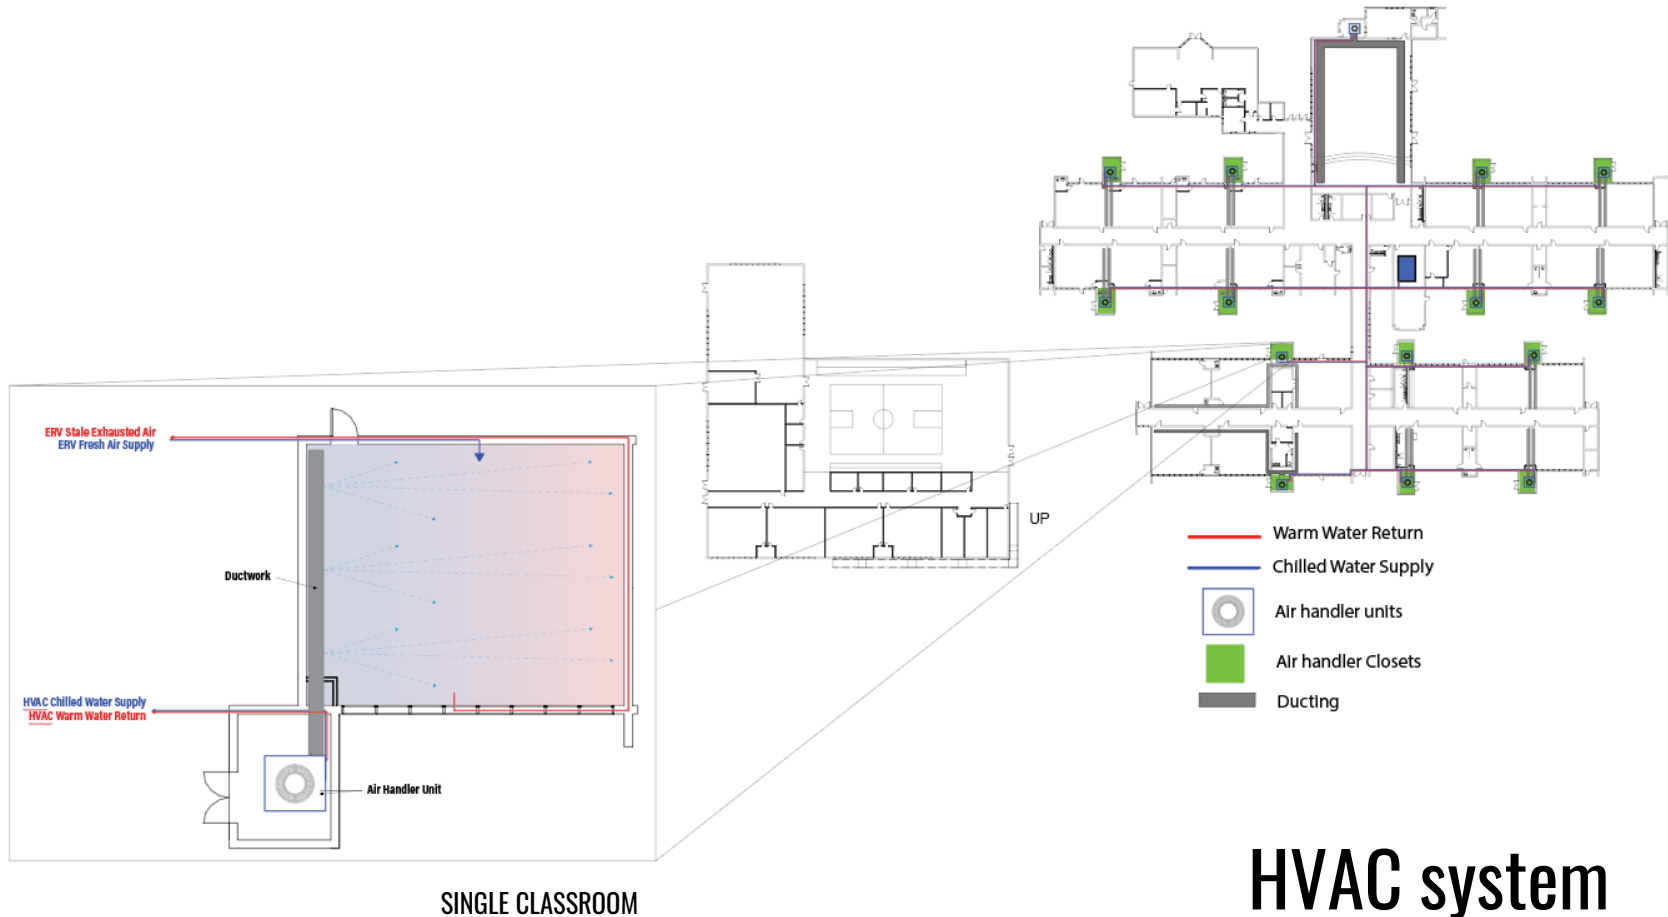 ERV Stale Exhausted Air
ERV Fresh Air Supply
Ductwork
HVAC Chilled Water Supply
HVAC Warm Water Return
Air Handler Unit
SINGLE CLASSROOM
UP
Warm Water Return
Chilled Water Supply
Air handler units
Air handler Closets
Ducting
HVAC system